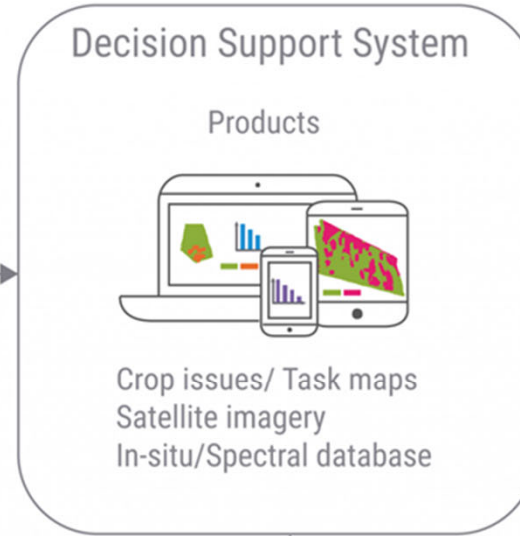 Decision Support System
Products
Crop issues/ Task maps
Satellite imagery
In-situ/Spectral database